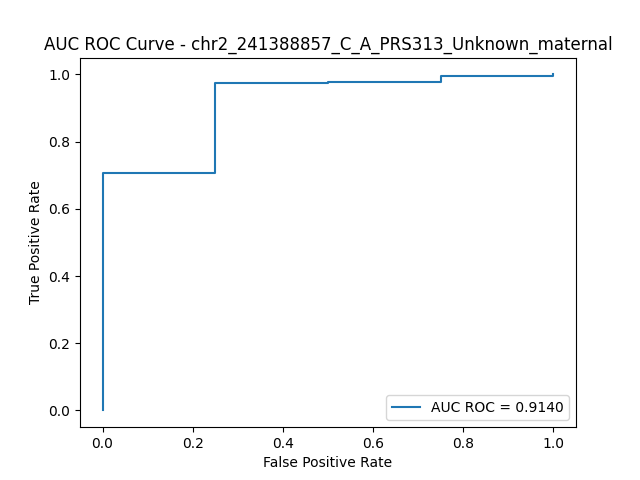 AUC ROC Curve - chr2_241388857_C_A_PRS313_Unknown_maternal
1.0
0.8
0.6
0.4
0.2
0.0
True Positive Rate
AUC ROC = 0.9140
0.0 0.2 0.4 0.6 0.8 1.0
False Positive Rate